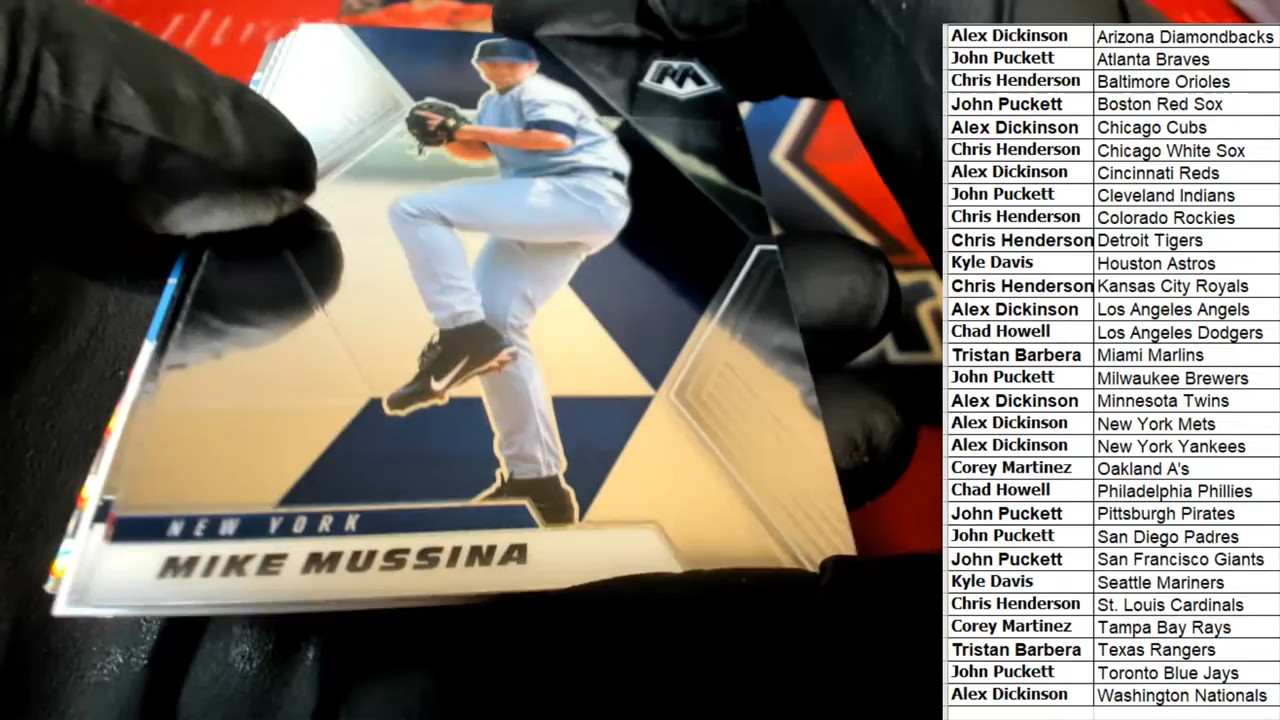 NEW YORK
MIKE MUSSINA
Alex Dickinson Arizona Diamondbacks
John Puckett Atlanta Braves
Chris Henderson Baltimore Orioles
John Puckett Boston Red Sox
Alex Dickinson Chicago Cubs
Chris Henderson Chicago White Sox
Alex Dickinson Cincinnati Reds
John Puckett Cleveland Indians
Chris Henderson Colorado Rockies
Chris Henderson Detroit Tigers
Kyle Davis Houston Astros
Chris Henderson Kansas City Royals
Alex Dickinson Los Angeles Angels
Chad Howell Los Angeles Dodgers
Tristan Barbera Miami Marlins
John Puckett Milwaukee Brewers
Alex Dickinson Minnesota Twins
Alex Dickinson New York Mets
Alex Dickinson New York Yankees
Corey Martinez Oakland A's
Chad Howell Philadelphia Phillies
John Puckett Pittsburgh Pirates
John Puckett San Diego Padres
John Puckett San Francisco Giants
Kyle Davis Seattle Mariners
Chris Henderson St. Louis Cardinals
Corey Martinez Tampa Bay Rays
Tristan Barbera Texas Rangers
John Puckett Toronto Blue Jays
Alex Dickinson Washington Nationals